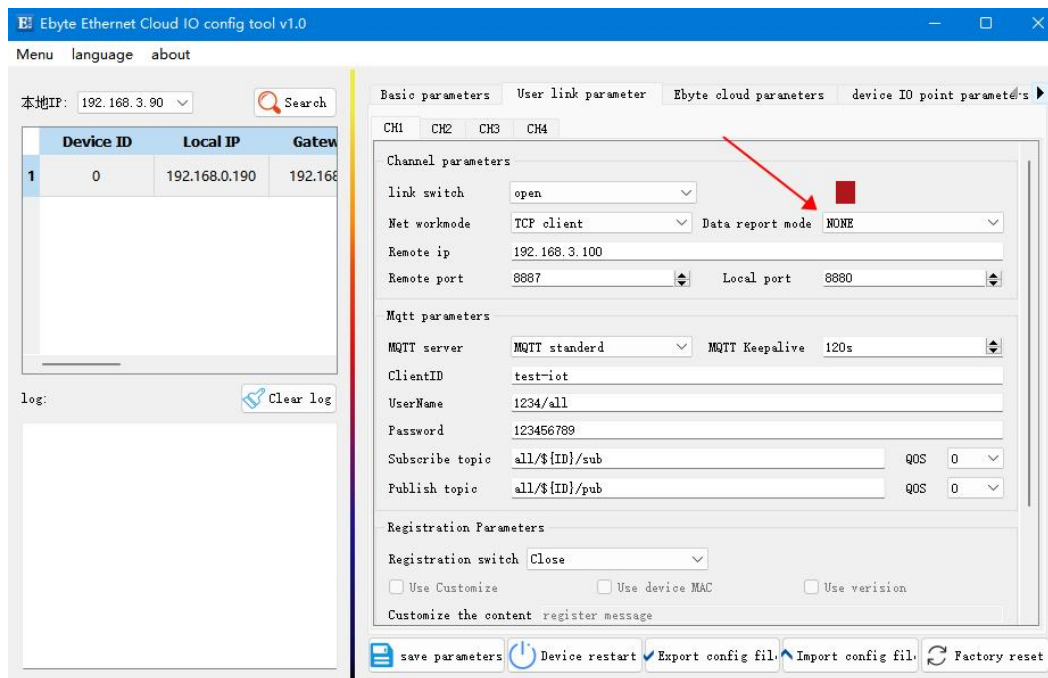 Ebyte Ethernet Cloud IO config tool v1.0
Menu language about
本地IP: 192.168.3.90 Search
Device ID Local IP Gatew
1 0 192.168.0.190 192.168
log: Clear log
Basic parameters User link parameter Ebyte cloud paraneters device IO point parameters
CH1 CH2 CH3 CH4
Channel parameters
link switch open
Net workmode TCP client Data report mode NONE
Remote ip 192.168.3.100
Remote port 8887 Local port 8880
Mqtt parameters
MQTT server MQTT standerd MQTT Keepalive 120s
ClientID test-iot
UserName 1234/all
Password 123456789
Subscribe topic all/${ID}/sub QOS 0
Publish topic all/${ID}/pub QOS 0
Registration Parameters
Registration switch Close
Use Customize Use device MAC Use verision
Customize the content register message
save parameters Device restart Export config fil Import config fil Factory reset